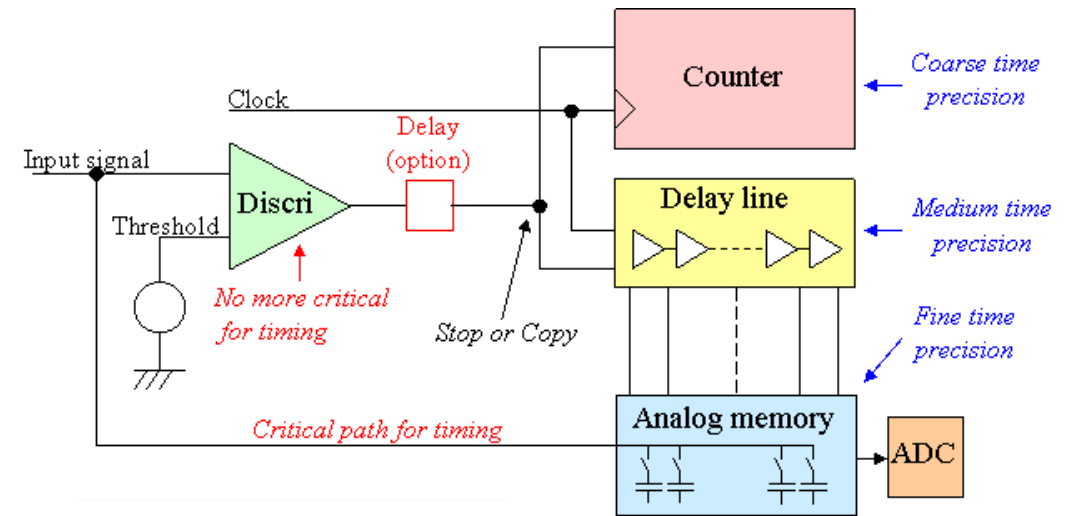 Counter
Coarse time
precision
Clock
Delay
(option)
Input signal
Discri
Threshold
Delay line
Medium time
precision
No more critical
for timing
Stop or Copy
Fine time
precision
Critical path for timing
Analog memory
ADC